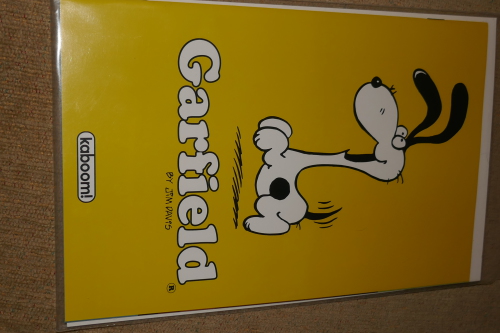 Garfield
®
BY JIM DAVIS
kaboom!